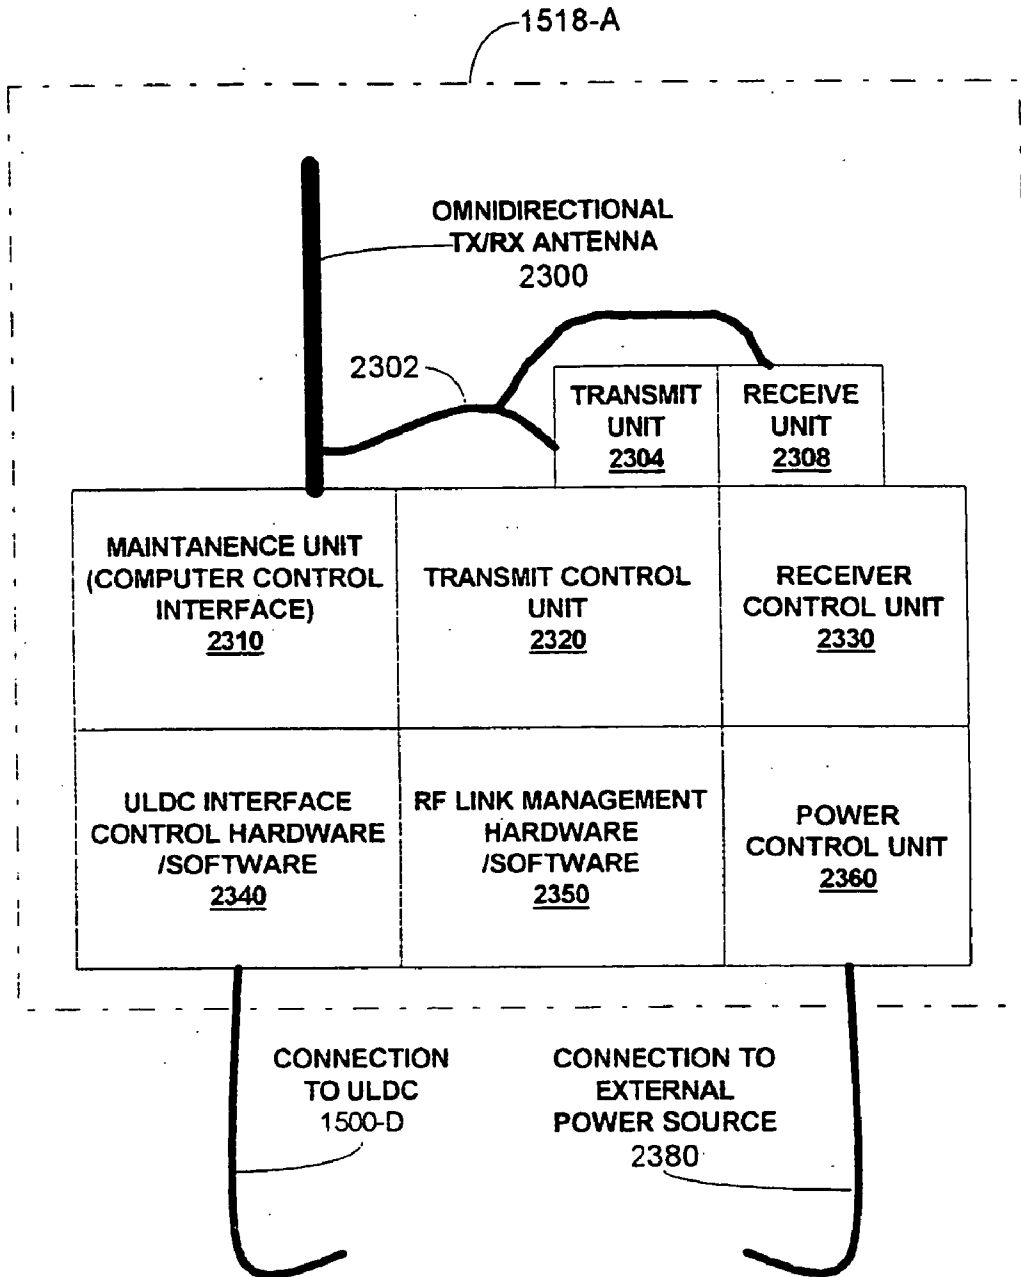 1518-A
OMNIDIRECTIONAL
TX/RX ANTENNA
2300
2302
TRANSMIT
UNIT
2304
RECEIVE
UNIT
2308
MAINTANENCE UNIT
(COMPUTER CONTROL
INTERFACE)
2310
TRANSMIT CONTROL
UNIT
2320
RECEIVER
CONTROL UNIT
2330
ULDC INTERFACE
CONTROL HARDWARE
/SOFTWARE
2340
RF LINK MANAGEMENT
HARDWARE
/SOFTWARE
2350
POWER
CONTROL UNIT
2360
CONNECTION
TO ULDC
1500-D
CONNECTION TO
EXTERNAL
POWER SOURCE
2380